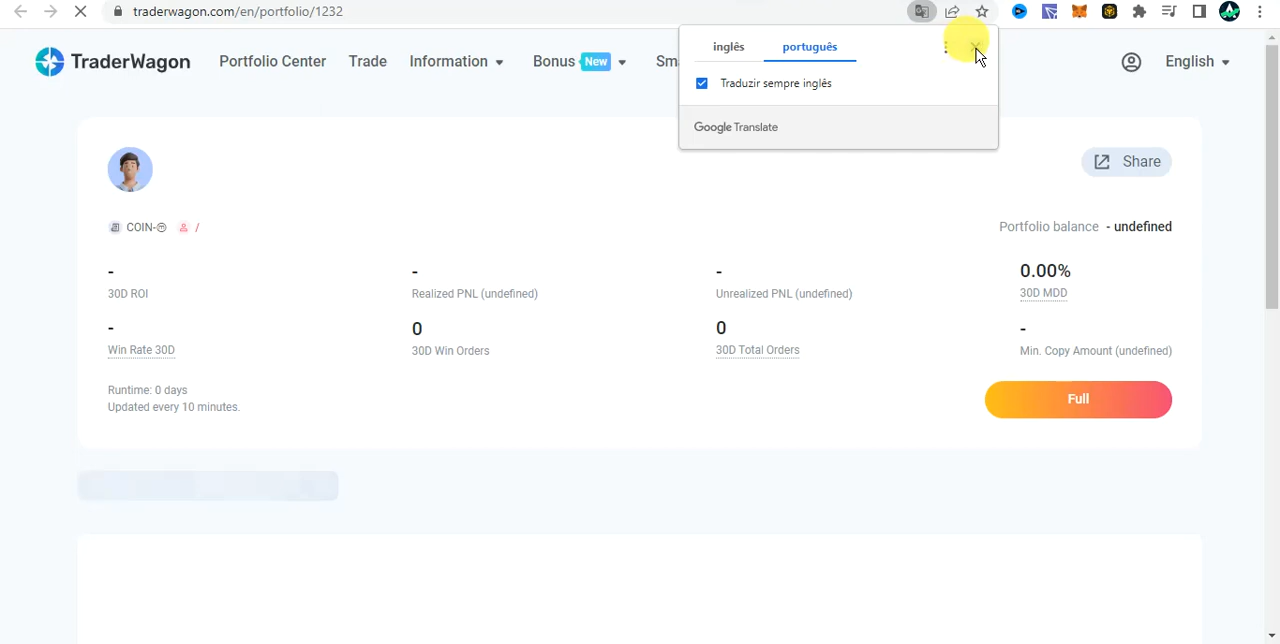 traderwagon.com/en/portfolio/1232
TraderWagon
Portfolio Center
Trade
Information
Bonus New
English
inglês
português
Traduzir sempre inglês
Google Translate
Share
COIN-
/
Portfolio balance - undefined
-
30D ROI
-
Realized PNL (undefined)
-
Unrealized PNL (undefined)
0.00%
30D MDD
-
Win Rate 30D
0
30D Win Orders
0
30D Total Orders
-
Min. Copy Amount (undefined)
Runtime: 0 days
Updated every 10 minutes.
Full